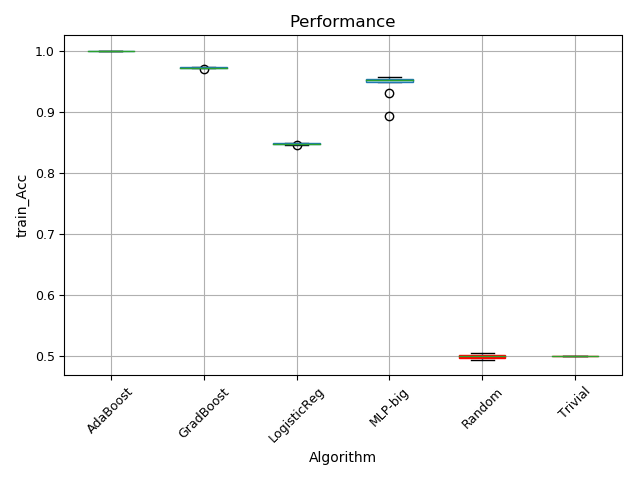 Performance
1.0
0.9
0.8
0.7
0.6
0.5
train_Acc
AdaBoost
GradBoost
LogisticReg
MLP-big
Random
Trivial
Algorithm